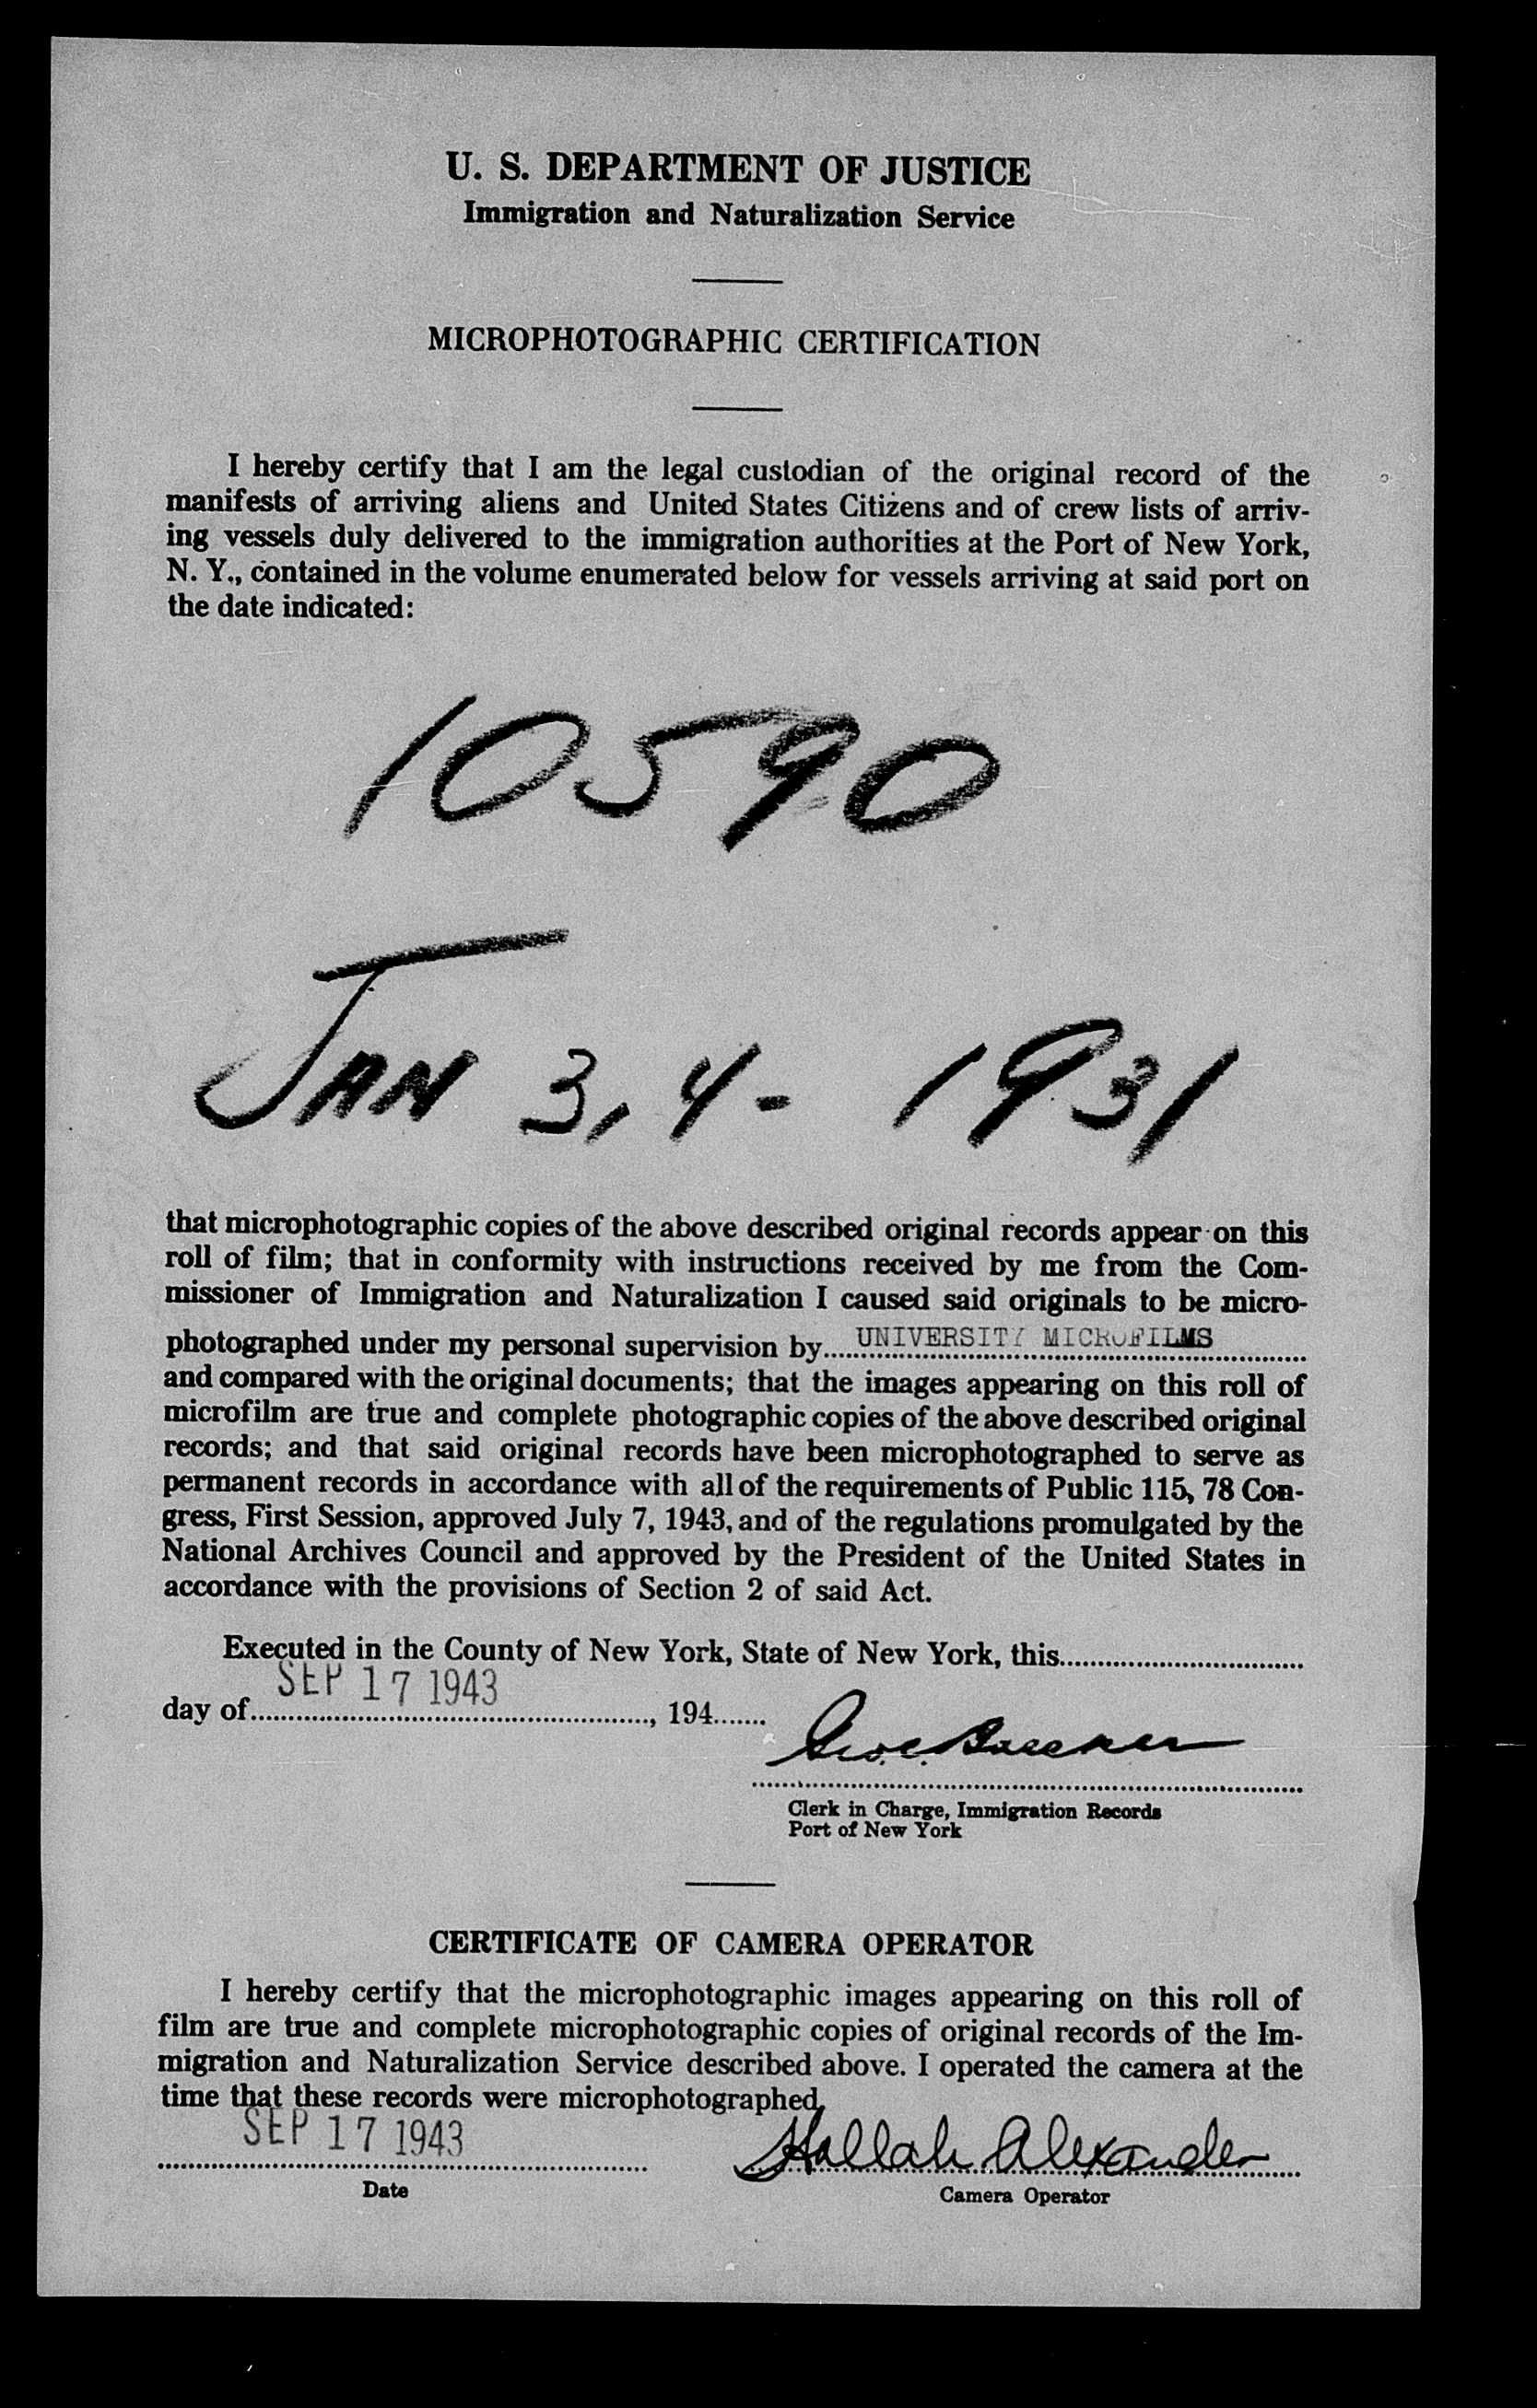 U. S. DEPARTMENT OF JUSTICE
Immigration and Naturalization Service
MICROPHOTOGRAPHIC CERTIFICATION
I hereby certify that I am the legal custodian of the original record of the
manifests of arriving aliens and United States Citizens and of crew lists of arriv-
ing vessels duly delivered to the immigration authorities at the Port of New York,
N. Y., contained in the volume enumerated below for vessels arriving at said port on
the date indicated:
10590
JAN 3, 4 - 1931
that microphotographic copies of the above described original records appear on this
roll of film; that in conformity with instructions received by me from the Com-
missioner of Immigration and Naturalization I caused said originals to be micro-
photographed under my personal supervision by UNIVERSITY MICROFILMS
and compared with the original documents; that the images appearing on this roll of
microfilm are true and complete photographic copies of the above described original
records; and that said original records have been microphotographed to serve as
permanent records in accordance with all of the requirements of Public 115, 78 Con-
gress, First Session, approved July 7, 1943, and of the regulations promulgated by the
National Archives Council and approved by the President of the United States in
accordance with the provisions of Section 2 of said Act.
Executed in the County of New York, State of New York, this
SEP 17 1943
day of , 194
Clerk in Charge, Immigration Records
Port of New York
CERTIFICATE OF CAMERA OPERATOR
I hereby certify that the microphotographic images appearing on this roll of
film are true and complete microphotographic copies of original records of the Im-
migration and Naturalization Service described above. I operated the camera at the
time that these records were microphotographed.
SEP 17 1943 Hallah Alexander
Date
Camera Operator